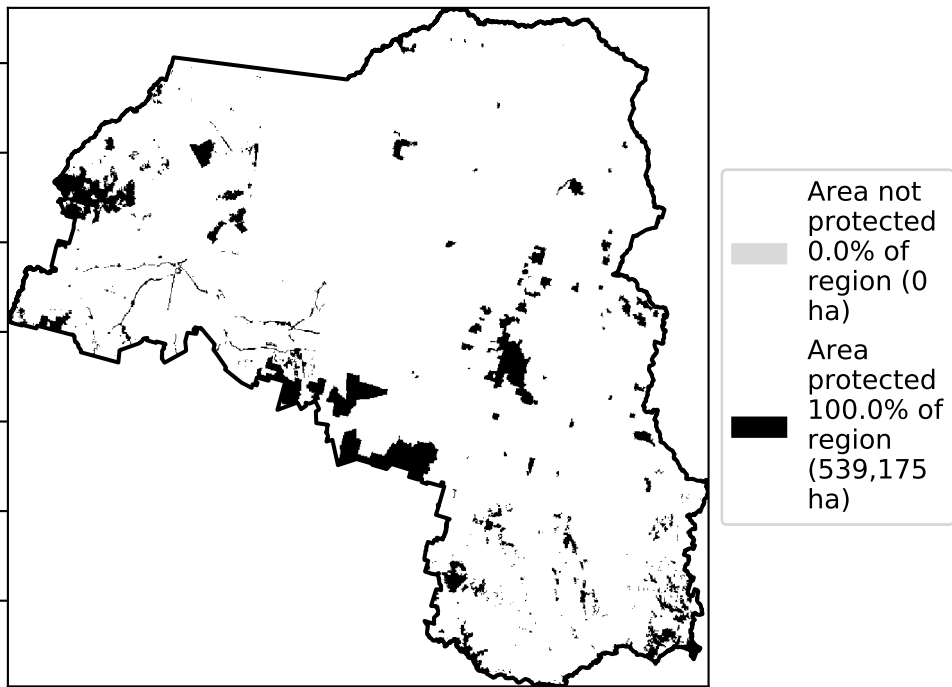 Area not
protected
0.0% of
region (0
ha)
Area
protected
100.0% of
region
(539,175
ha)